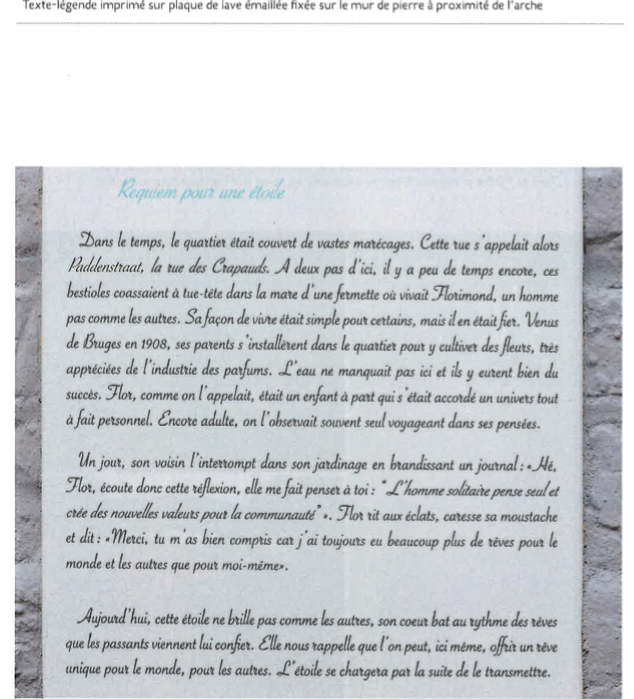 Texte-légende imprimé sur plaque de lave émaillée fixée sur le mur de pierre à proximité de l'arche
Requiem pour une étoile
Dans le temps, le quartier était couvert de vastes marécages. Cette rue s'appelait alors
Paddenstraat, la rue des Crapauds. A deux pas d'ici, il y a peu de temps encore, ces
bestioles coassaient à tue-tête dans la mare d'une fermette où vivait Florimond, un homme
pas comme les autres. Sa façon de vivre était simple pour certains, mais il en était fier. Venus
de Bruges en 1908, ses parents s'installèrent dans le quartier pour y cultiver des fleurs, très
appréciées de l'industrie des parfums. L'eau ne manquait pas ici et ils y eurent bien du
succès. Flor, comme on l'appelait, était un enfant à part qui s'était accordé un univers tout
à fait personnel. Encore adulte, on l'observait souvent seul voyageant dans ses pensées.
Un jour, son voisin l'interrompt dans son jardinage en brandissant un journal : «Hé,
Flor, écoute donc cette réflexion, elle me fait penser à toi : "L'homme solitaire pense seul et
crée des nouvelles valeurs pour la communauté" ». Flor rit aux éclats, caresse sa moustache
et dit : «Merci, tu m'as bien compris car j'ai toujours eu beaucoup plus de rêves pour le
monde et les autres que pour moi-même».
Aujourd'hui, cette étoile ne brille pas comme les autres, son coeur bat au rythme des rêves
que les passants viennent lui confier. Elle nous rappelle que l'on peut, ici même, offrir un rêve
unique pour le monde, pour les autres. L'étoile se chargera par la suite de le transmettre.